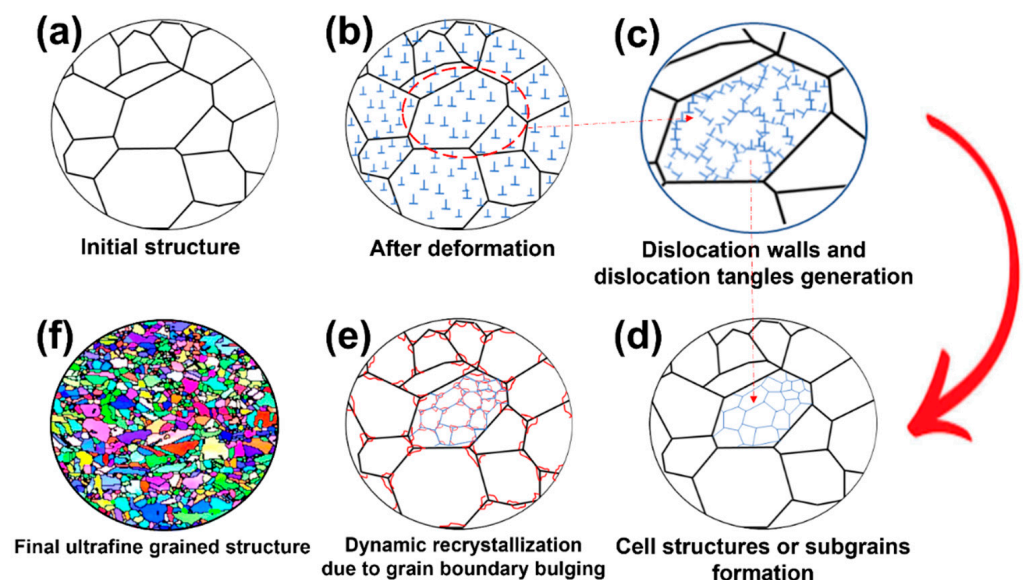 (a)
Initial structure
(b)
After deformation
(c)
Dislocation walls and
dislocation tangles generation
(f)
Final ultrafine grained structure
(e)
Dynamic recrystallization
due to grain boundary bulging
(d)
Cell structures or subgrains
formation